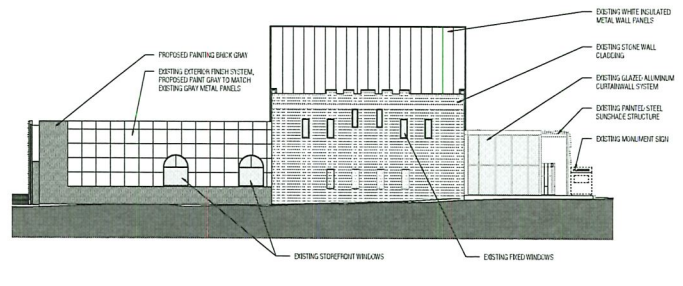 EXISTING WHITE INSULATED
METAL WALL PANELS
PROPOSED PAINTING BRICK GRAY
EXISTING EXTERIOR FINISH SYSTEM,
PROPOSED PAINT GRAY TO MATCH
EXISTING GRAY METAL PANELS
EXISTING STONE WALL
CLADDING
EXISTING GLAZED ALUMINUM
CURTAINWALL SYSTEM
EXISTING PAINTED STEEL
SUNSHADE STRUCTURE
EXISTING MONUMENT SIGN
EXISTING STOREFRONT WINDOWS
EXISTING FIXED WINDOWS